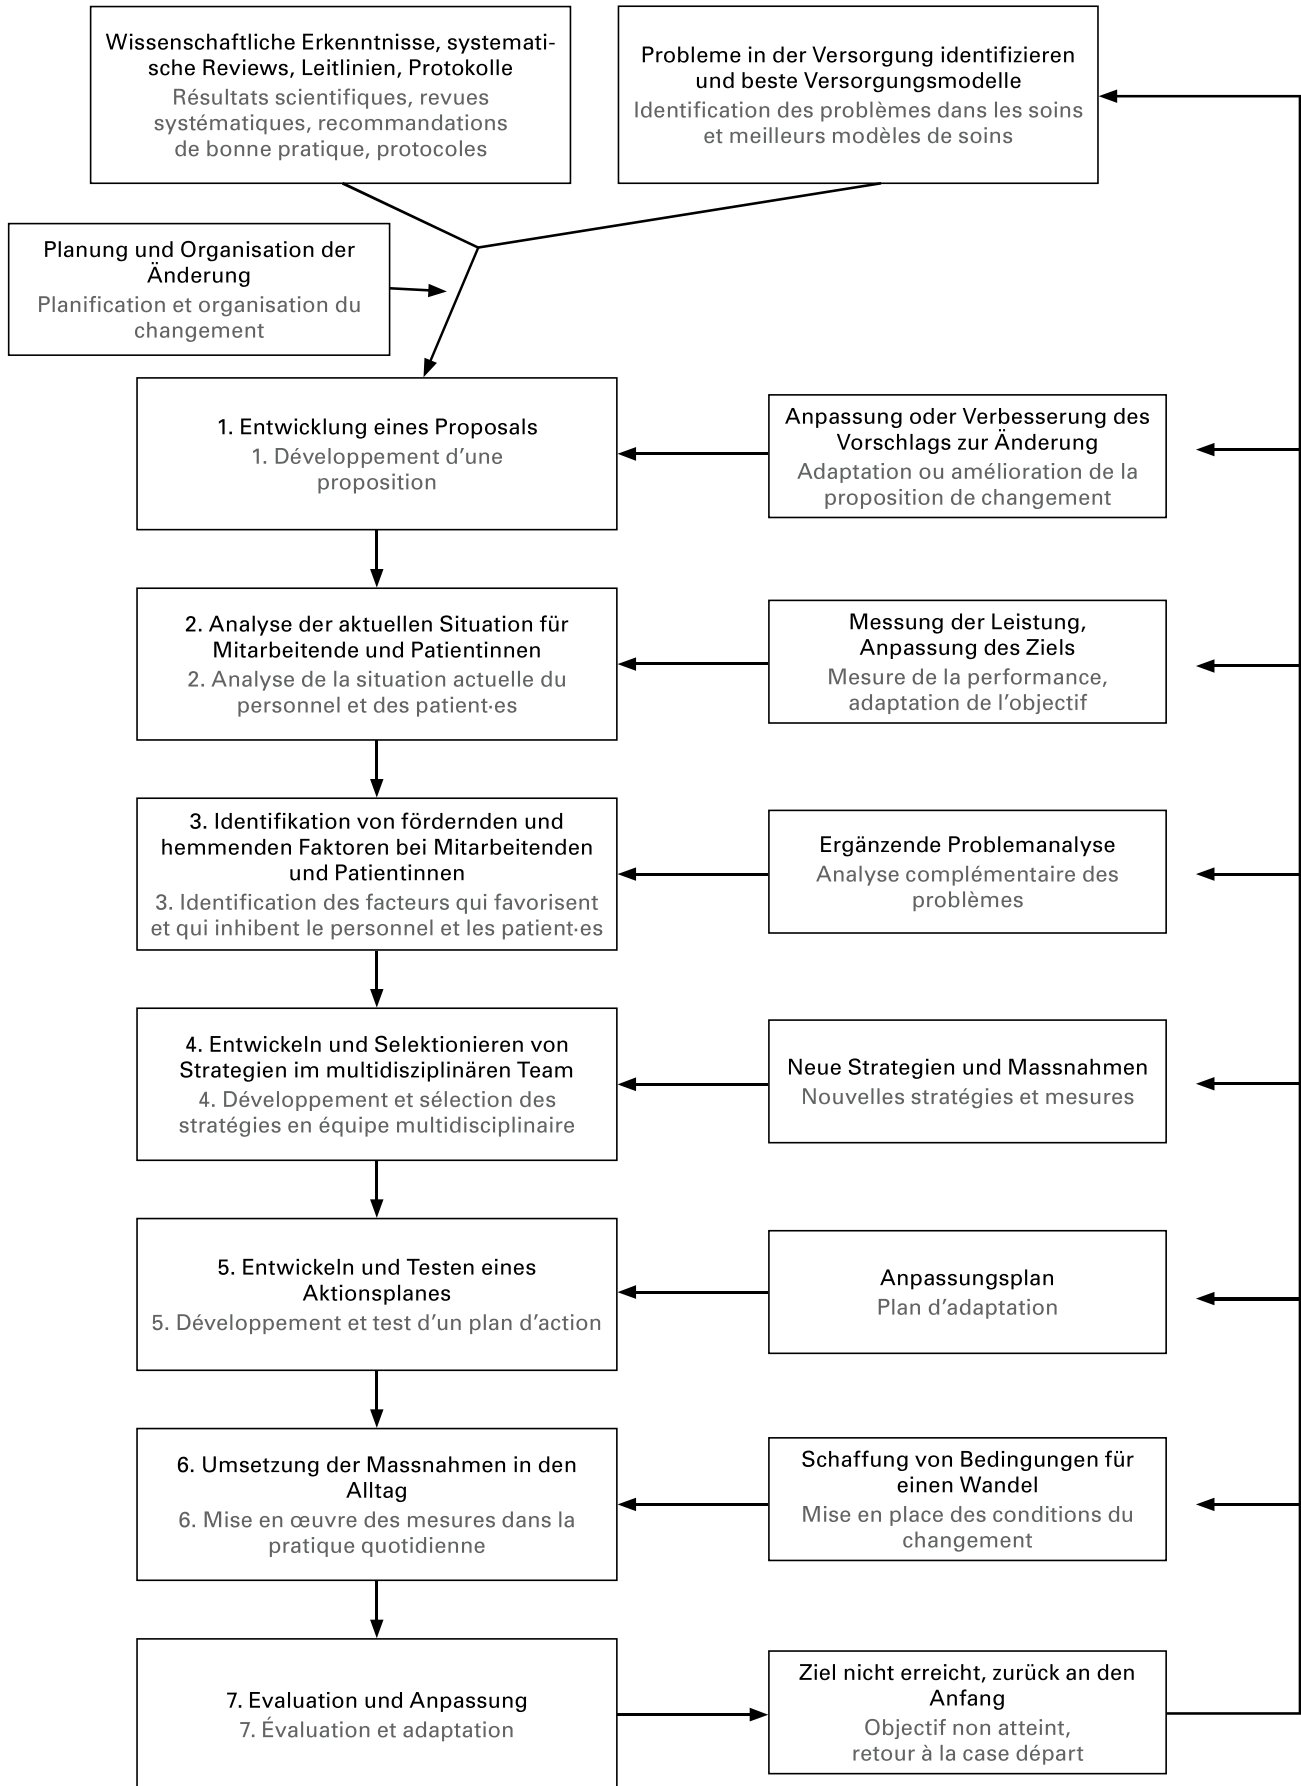 Wissenschaftliche Erkenntnisse, systemati-
sche Reviews, Leitlinien, Protokolle
Résultats scientifiques, revues
systématiques, recommandations
de bonne pratique, protocoles
Probleme in der Versorgung identifizieren
und beste Versorgungsmodelle
Identification des problèmes dans les soins
et meilleurs modèles de soins
Planung und Organisation der
Änderung
Planification et organisation du
changement
1. Entwicklung eines Proposals
1. Développement d’une
proposition
Anpassung oder Verbesserung des
Vorschlags zur Änderung
Adaptation ou amélioration de la
proposition de changement
2. Analyse der aktuellen Situation für
Mitarbeitende und Patientinnen
2. Analyse de la situation actuelle du
personnel et des patient·es
Messung der Leistung,
Anpassung des Ziels
Mesure de la performance,
adaptation de l’objectif
3. Identifikation von fördernden und
hemmenden Faktoren bei Mitarbeitenden
und Patientinnen
3. Identification des facteurs qui favorisent
et qui inhibent le personnel et les patient·es
Ergänzende Problemanalyse
Analyse complémentaire des
problèmes
4. Entwickeln und Selektionieren von
Strategien im multidisziplinären Team
4. Développement et sélection des
stratégies en équipe multidisciplinaire
Neue Strategien und Massnahmen
Nouvelles stratégies et mesures
5. Entwickeln und Testen eines
Aktionsplanes
5. Développement et test d’un plan d’action
Anpassungsplan
Plan d’adaptation
6. Umsetzung der Massnahmen in den
Alltag
6. Mise en œuvre des mesures dans la
pratique quotidienne
Schaffung von Bedingungen für
einen Wandel
Mise en place des conditions du
changement
7. Evaluation und Anpassung
7. Évaluation et adaptation
Ziel nicht erreicht, zurück an den
Anfang
Objectif non atteint,
retour à la case départ